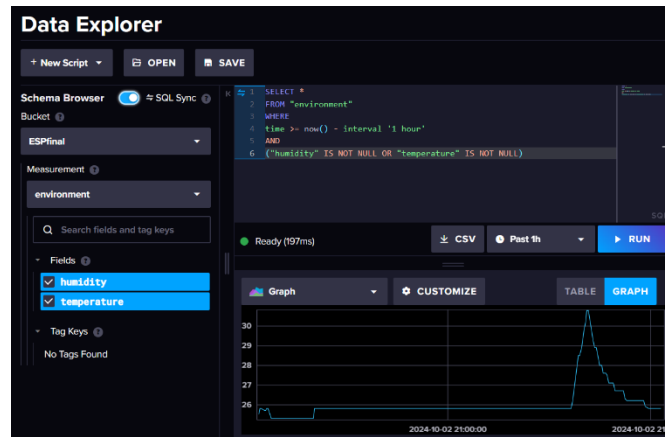 Data Explorer
+ New Script
OPEN
SAVE
Schema Browser
SQL Sync
Bucket
ESPfinal
Measurement
environment
Search fields and tag keys
Fields
humidity
temperature
Tag Keys
No Tags Found
1 SELECT *
2 FROM "environment"
3 WHERE
4 time >= now() - interval '1 hour'
5 AND
6 ("humidity" IS NOT NULL OR "temperature" IS NOT NULL)
Ready (197ms)
CSV
Past 1h
RUN
Graph
CUSTOMIZE
TABLE
GRAPH
30
29
28
27
26
2024-10-02 21:00:00
2024-10-02 21